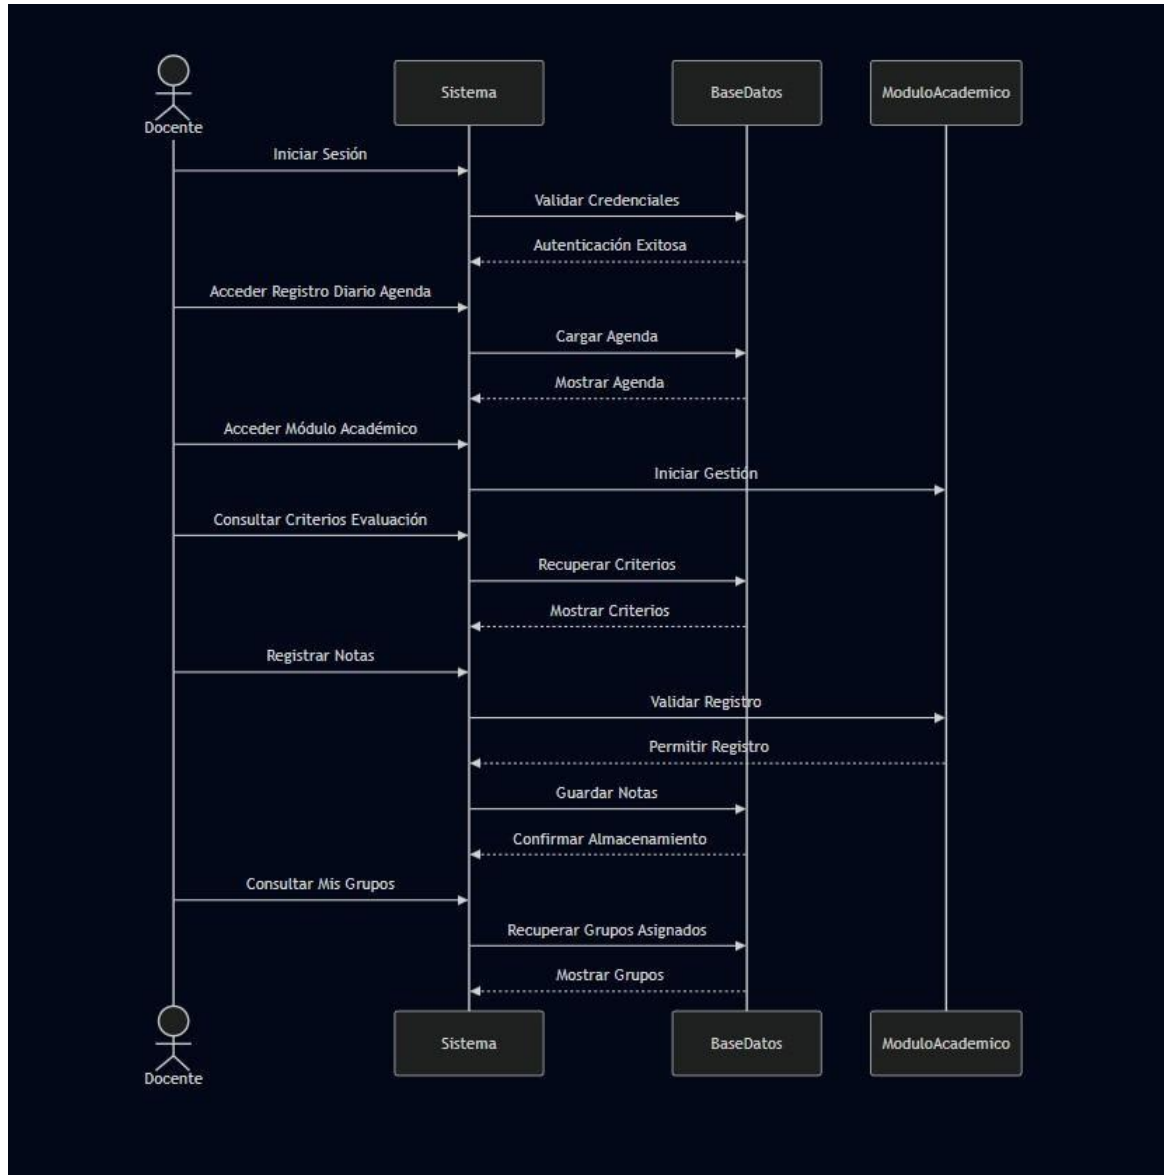 Docente
Sistema
BaseDatos
ModuloAcademico
Iniciar Sesión
Validar Credenciales
Autenticación Exitosa
Acceder Registro Diario Agenda
Cargar Agenda
Mostrar Agenda
Acceder Módulo Académico
Iniciar Gestión
Consultar Criterios Evaluación
Recuperar Criterios
Mostrar Criterios
Registrar Notas
Validar Registro
Permitir Registro
Guardar Notas
Confirmar Almacenamiento
Consultar Mis Grupos
Recuperar Grupos Asignados
Mostrar Grupos
Docente
Sistema
BaseDatos
ModuloAcademico